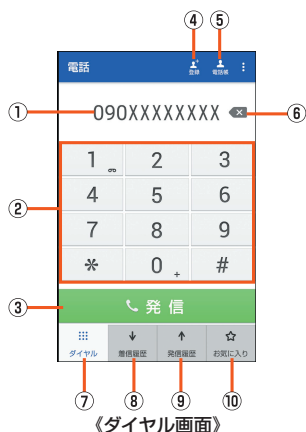 ④ ⑤
電話 登録 電話帳
① 090XXXXXXXX ⑥
②
1 2 3
4 5 6
7 8 9
* 0 + #
③ 発信
ダイヤル 着信履歴 発信履歴 お気に入り
⑦ ⑧ ⑨ ⑩
《ダイヤル画面》